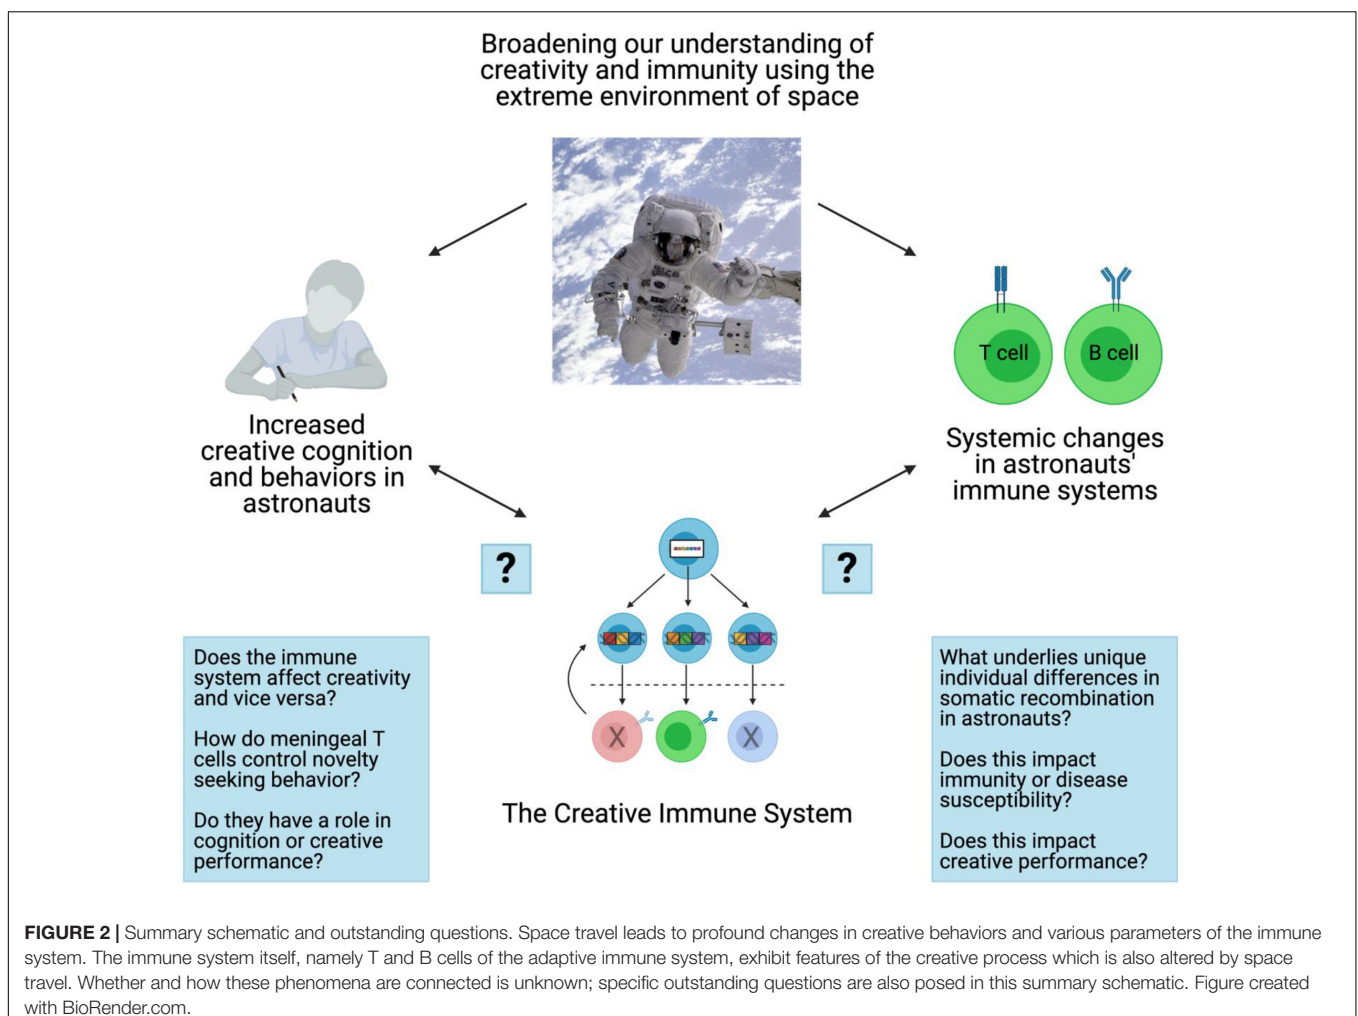 Broadening our understanding of
creativity and immunity using the
extreme environment of space
T cell
B cell
Increased
creative cognition
and behaviors in
astronauts
Systemic changes
in astronauts'
immune systems
?
?
X
X
Does the immune
system affect creativity
and vice versa?
How do meningeal T
cells control novelty
seeking behavior?
Do they have a role in
cognition or creative
performance?
The Creative Immune System
What underlies unique
individual differences in
somatic recombination
in astronauts?
Does this impact
immunity or disease
susceptibility?
Does this impact
creative performance?
FIGURE 2 | Summary schematic and outstanding questions. Space travel leads to profound changes in creative behaviors and various parameters of the immune
system. The immune system itself, namely T and B cells of the adaptive immune system, exhibit features of the creative process which is also altered by space
travel. Whether and how these phenomena are connected is unknown; specific outstanding questions are also posed in this summary schematic. Figure created
with BioRender.com.